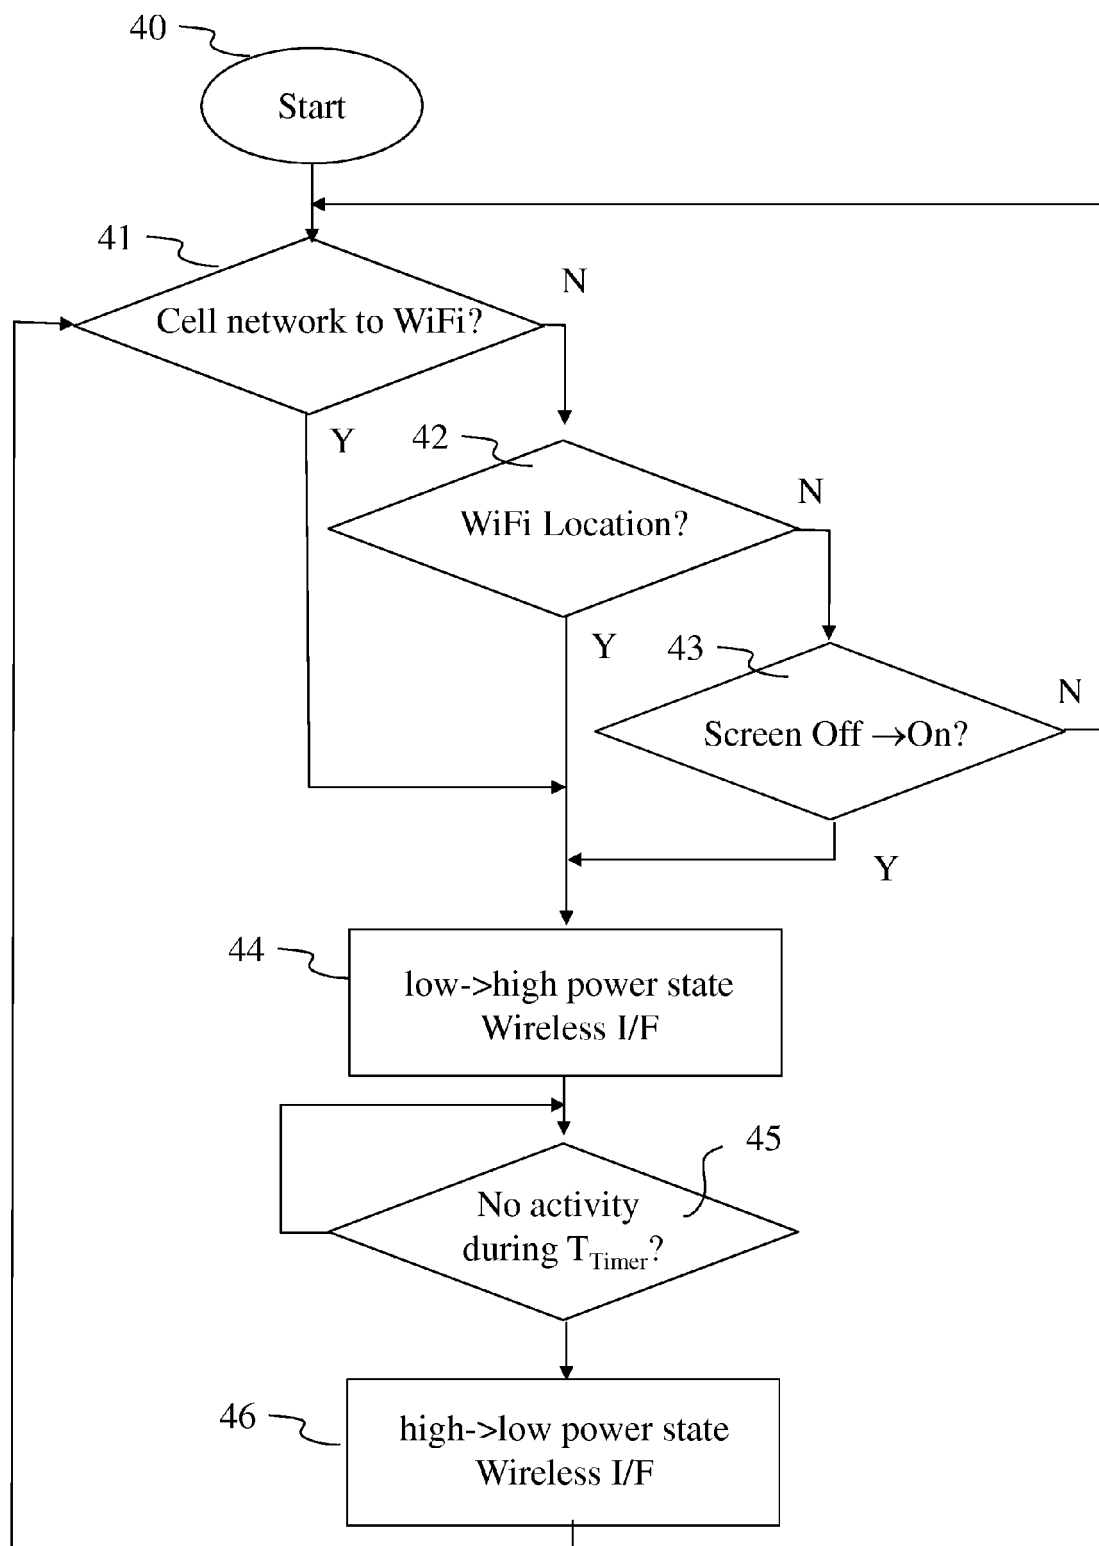 40
Start
41
N
Cell network to WiFi?
Y
42
N
WiFi Location?
Y
43
N
Screen Off →On?
Y
44
low->high power state
Wireless I/F
45
No activity
during TTimer?
46
high->low power state
Wireless I/F